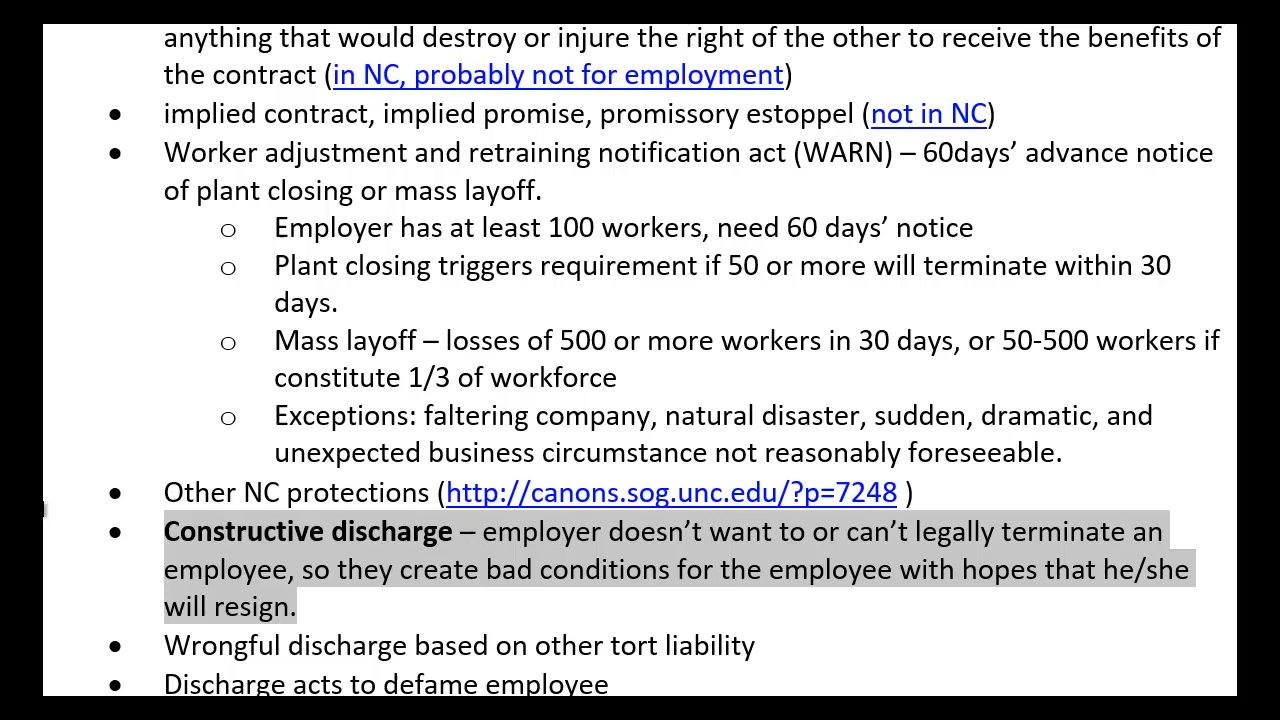 anything that would destroy or injure the right of the other to receive the benefits of
the contract (in NC, probably not for employment)
• implied contract, implied promise, promissory estoppel (not in NC)
• Worker adjustment and retraining notification act (WARN) – 60days’ advance notice
of plant closing or mass layoff.
o Employer has at least 100 workers, need 60 days’ notice
o Plant closing triggers requirement if 50 or more will terminate within 30
days.
o Mass layoff – losses of 500 or more workers in 30 days, or 50-500 workers if
constitute 1/3 of workforce
o Exceptions: faltering company, natural disaster, sudden, dramatic, and
unexpected business circumstance not reasonably foreseeable.
• Other NC protections (http://canons.sog.unc.edu/?p=7248 )
• Constructive discharge – employer doesn’t want to or can’t legally terminate an
employee, so they create bad conditions for the employee with hopes that he/she
will resign.
• Wrongful discharge based on other tort liability
• Discharge acts to defame employee